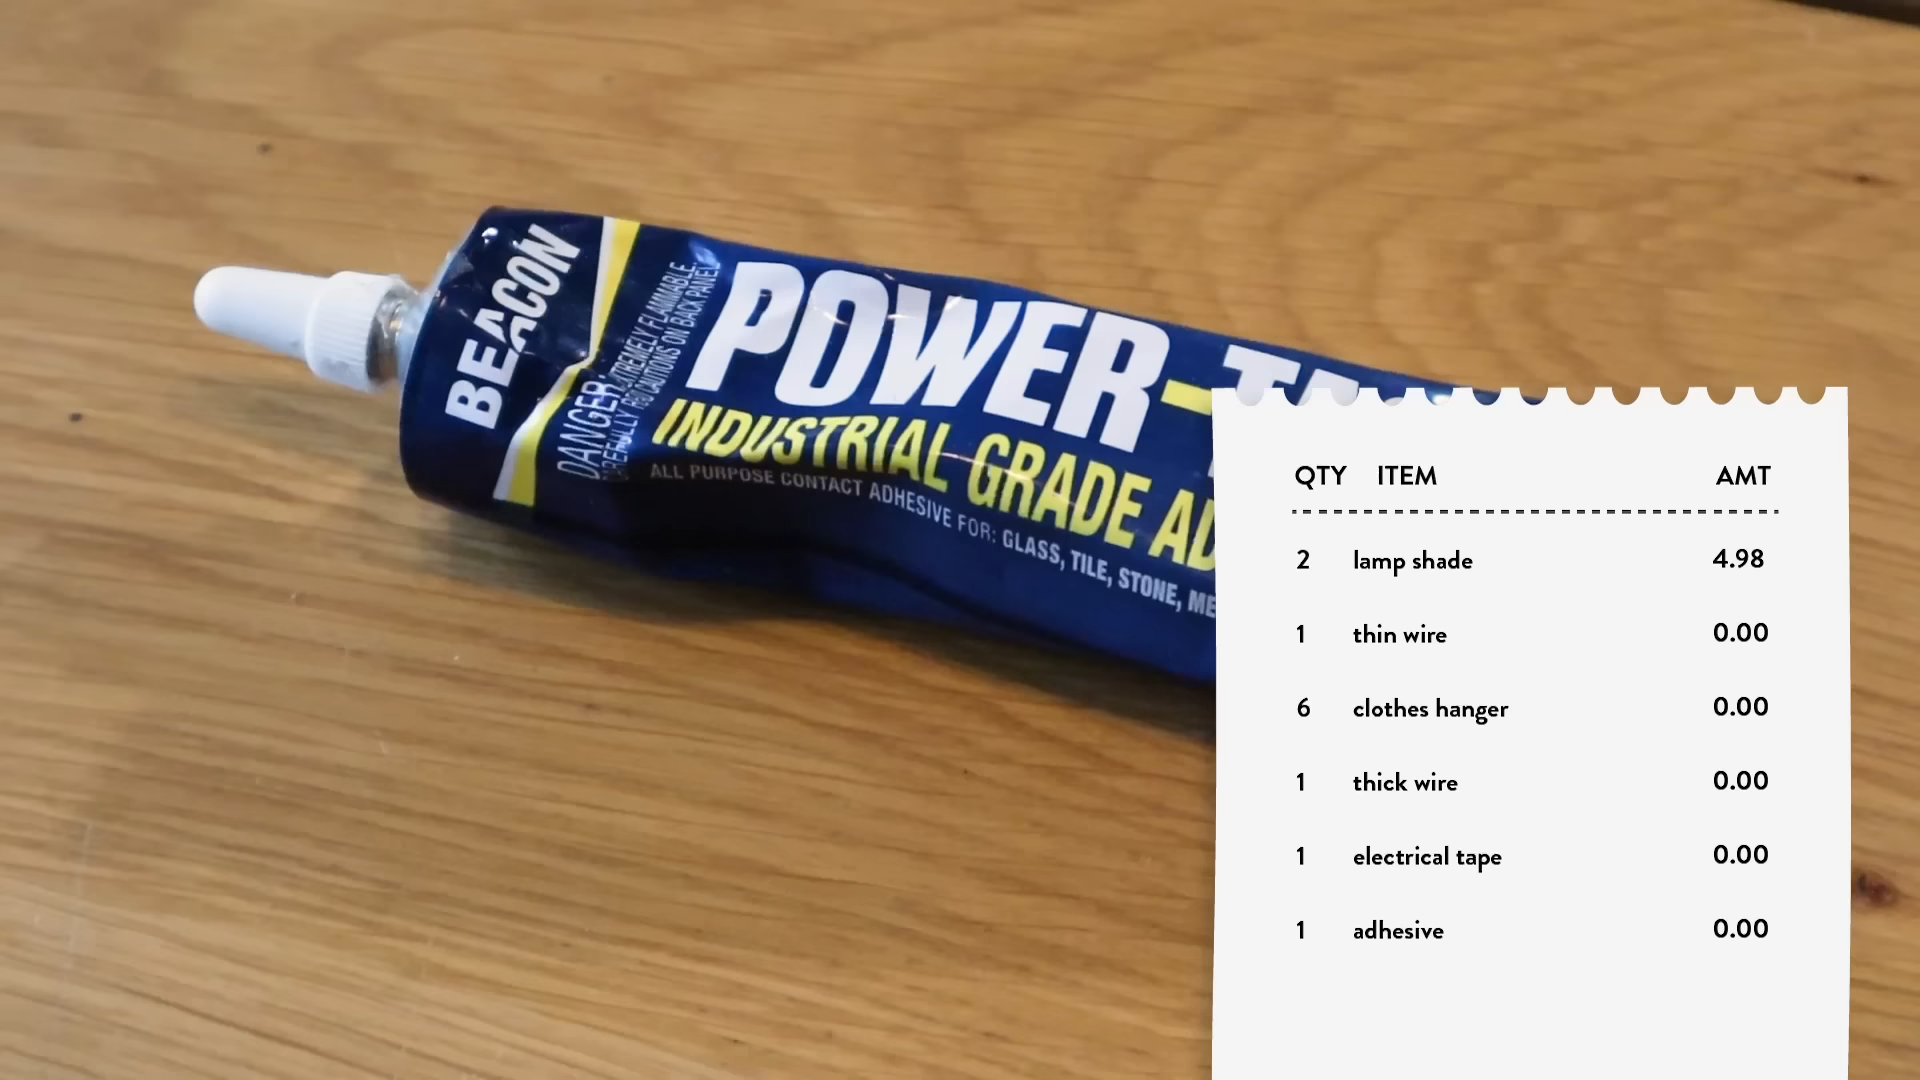 BEACON
DANGER: EXTREMELY FLAMMABLE.
CAREFULLY READ CAUTIONS ON BACK PANEL
POWER-
INDUSTRIAL GRADE
ALL PURPOSE CONTACT ADHESIVE FOR: GLASS, TILE, STONE,
QTY ITEM AMT
2 lamp shade 4.98
1 thin wire 0.00
6 clothes hanger 0.00
1 thick wire 0.00
1 electrical tape 0.00
1 adhesive 0.00